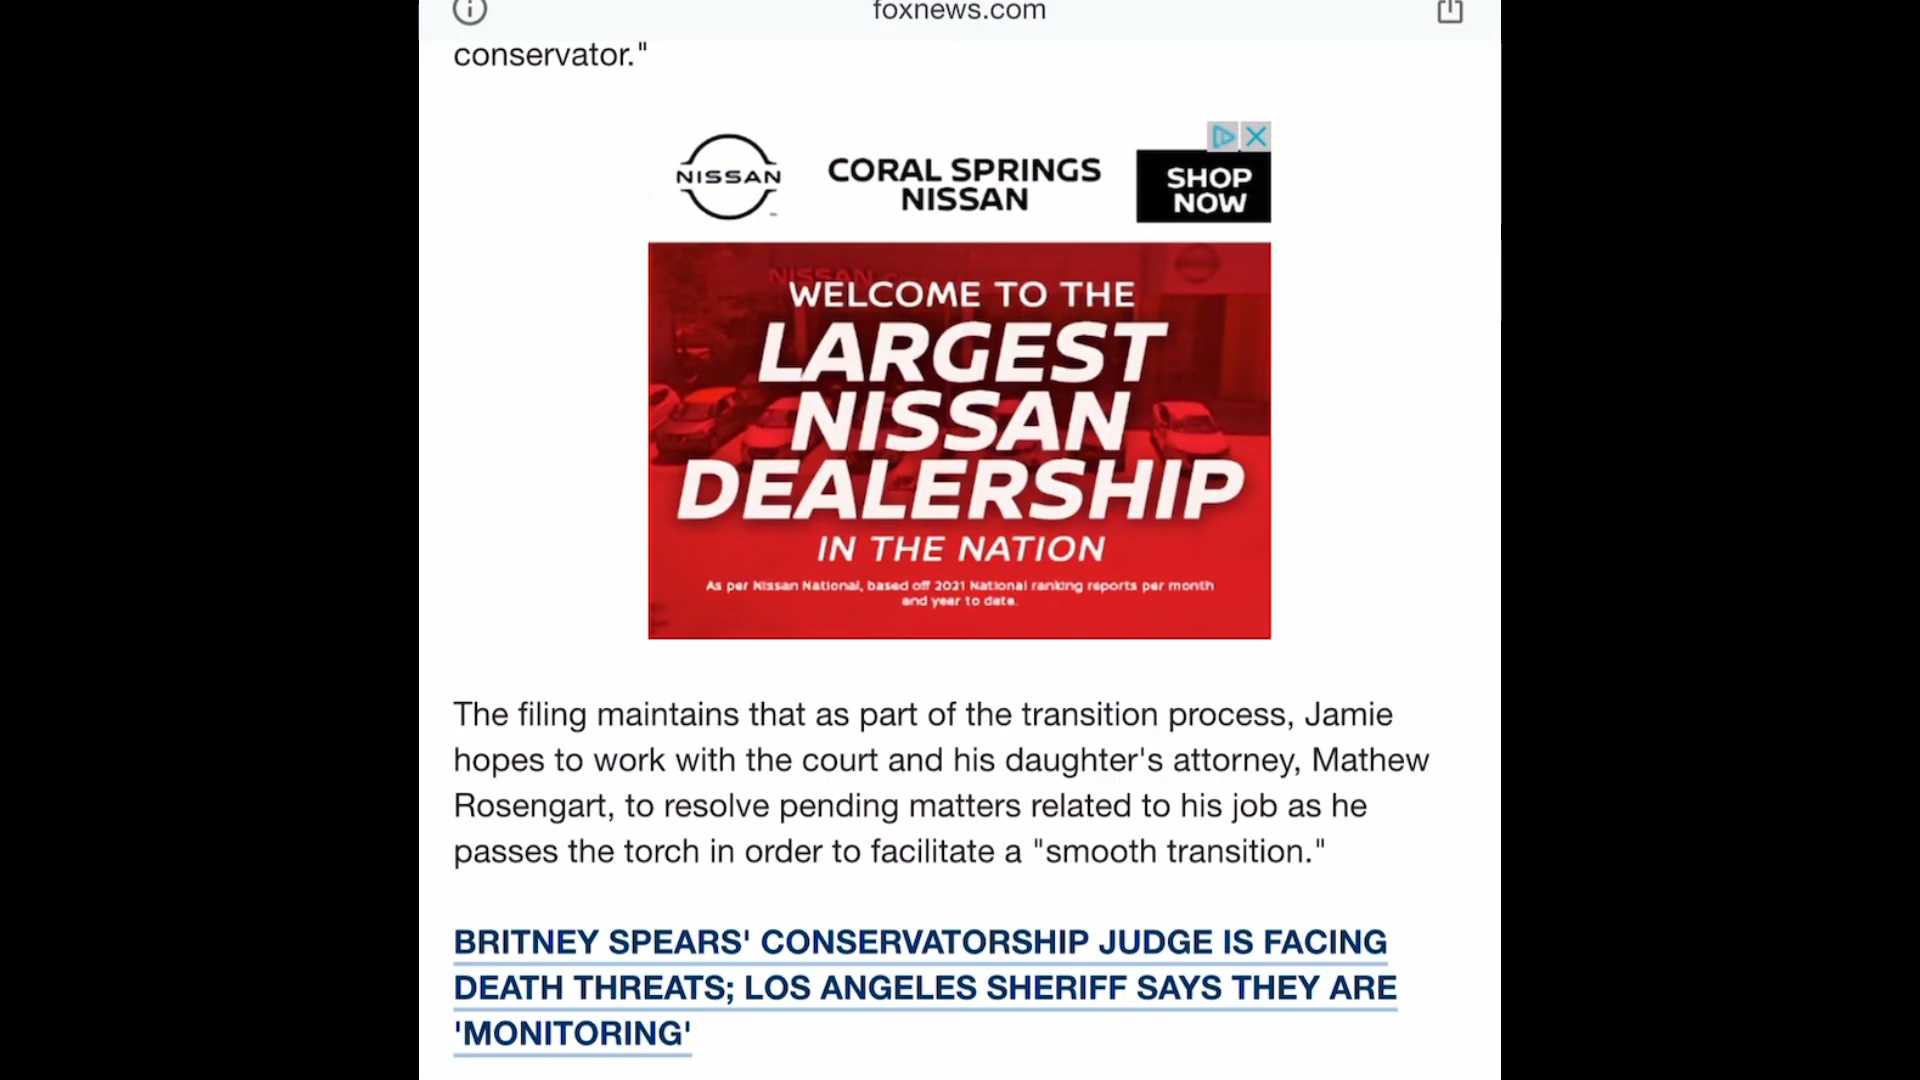 foxnews.com
conservator."
NISSAN
CORAL SPRINGS
NISSAN
SHOP
NOW
NISSAN
WELCOME TO THE
LARGEST
NISSAN
DEALERSHIP
IN THE NATION
As per Nissan National, based off 2021 National ranking reports per month
and year to date.
The filing maintains that as part of the transition process, Jamie
hopes to work with the court and his daughter's attorney, Mathew
Rosengart, to resolve pending matters related to his job as he
passes the torch in order to facilitate a "smooth transition."
BRITNEY SPEARS' CONSERVATORSHIP JUDGE IS FACING
DEATH THREATS; LOS ANGELES SHERIFF SAYS THEY ARE
'MONITORING'